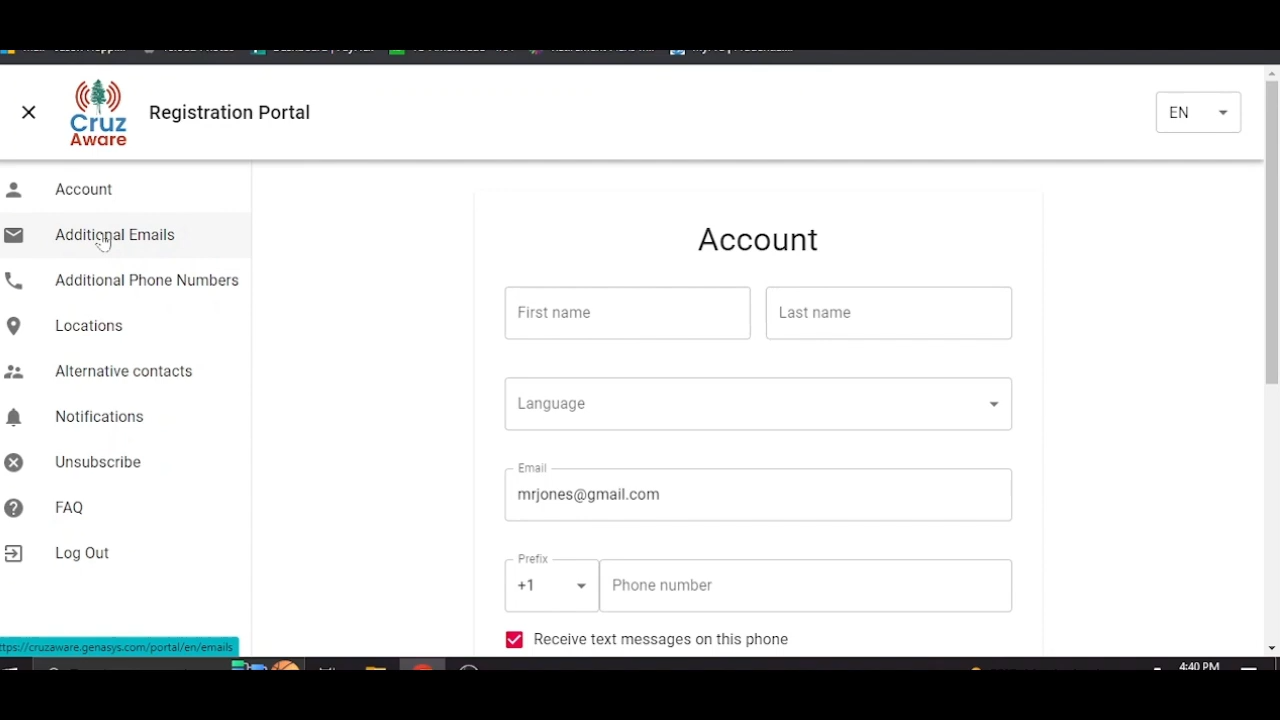 Cruz
Aware
Registration Portal
EN
Account
Additional Emails
Additional Phone Numbers
Locations
Alternative contacts
Notifications
Unsubscribe
FAQ
Log Out
Account
First name
Last name
Language
Email
mrjones@gmail.com
Prefix
+1
Phone number
Receive text messages on this phone
ttps://cruzaware.genasys.com/portal/en/emails
4:40 PM